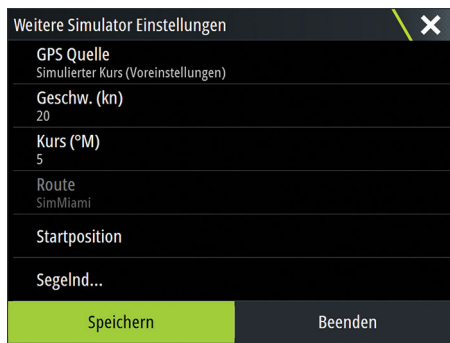 Weitere Simulator Einstellungen
GPS Quelle
Simulierter Kurs (Voreinstellungen)
Geschw. (kn)
20
Kurs (°M)
5
Route
SimMiami
Startposition
Segelnd...
Speichern
Beenden